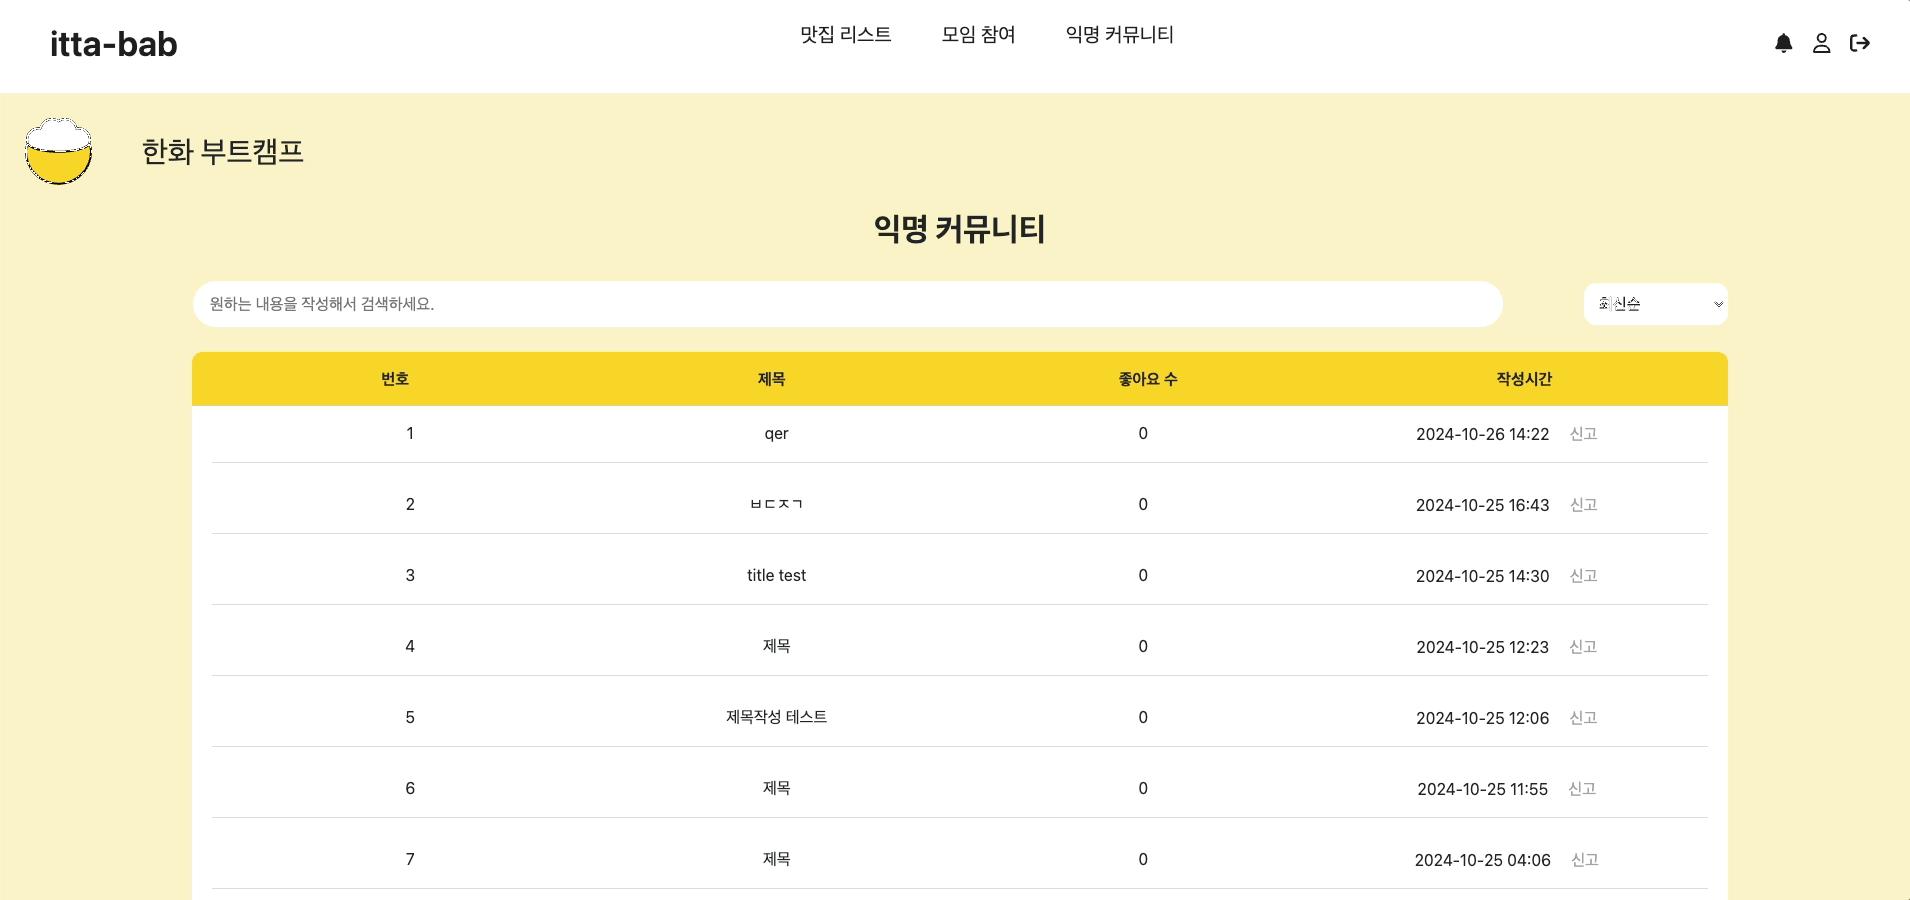 itta-bab
맛집 리스트 모임 참여 익명 커뮤니티
한화 부트캠프
익명 커뮤니티
원하는 내용을 작성해서 검색하세요. 최신순
번호 제목 좋아요 수 작성시간
1 qer 0 2024-10-26 14:22 신고
2 ㅂㄷㅈㄱ 0 2024-10-25 16:43 신고
3 title test 0 2024-10-25 14:30 신고
4 제목 0 2024-10-25 12:23 신고
5 제목작성 테스트 0 2024-10-25 12:06 신고
6 제목 0 2024-10-25 11:55 신고
7 제목 0 2024-10-25 04:06 신고